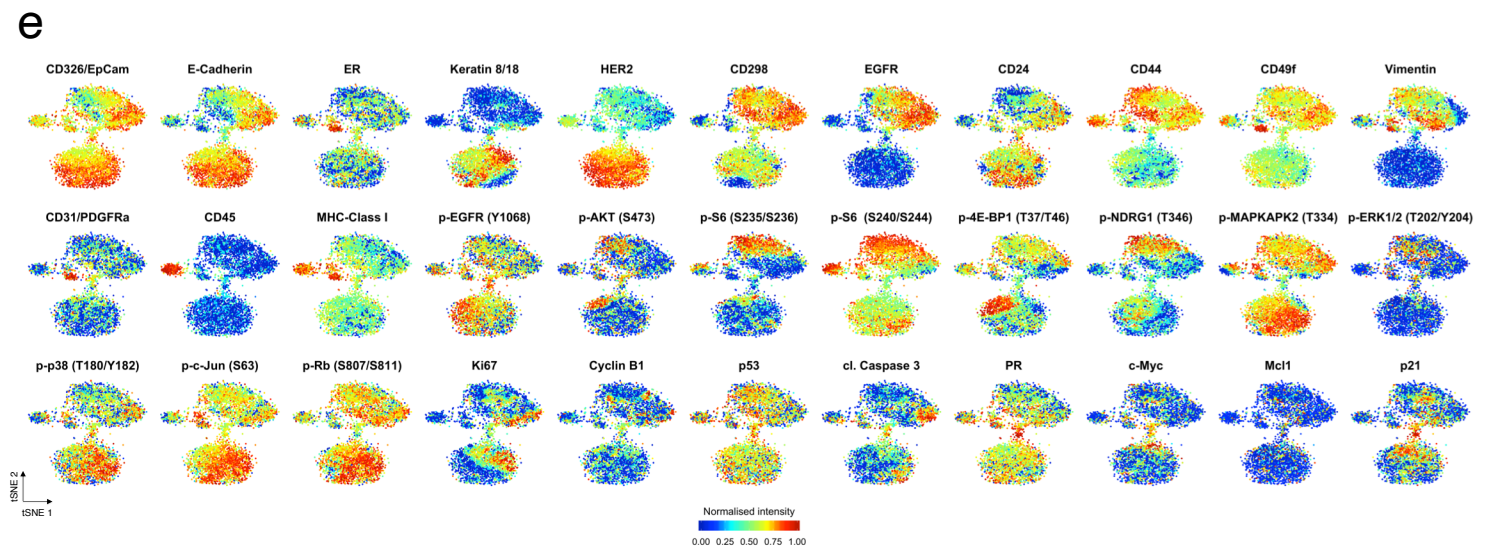 e
CD326/EpCam E-Cadherin ER Keratin 8/18 HER2 CD298 EGFR CD24 CD44 CD49f Vimentin
CD31/PDGFRa CD45 MHC-Class I p-EGFR (Y1068) p-AKT (S473) p-S6 (S235/S236) p-S6 (S240/S244) p-4E-BP1 (T37/T46) p-NDRG1 (T346) p-MAPKAPK2 (T334) p-ERK1/2 (T202/Y204)
p-p38 (T180/Y182) p-c-Jun (S63) p-Rb (S807/S811) Ki67 Cyclin B1 p53 cl. Caspase 3 PR c-Myc Mcl1 p21
tSNE 2
tSNE 1
Normalised intensity
0.00 0.25 0.50 0.75 1.00